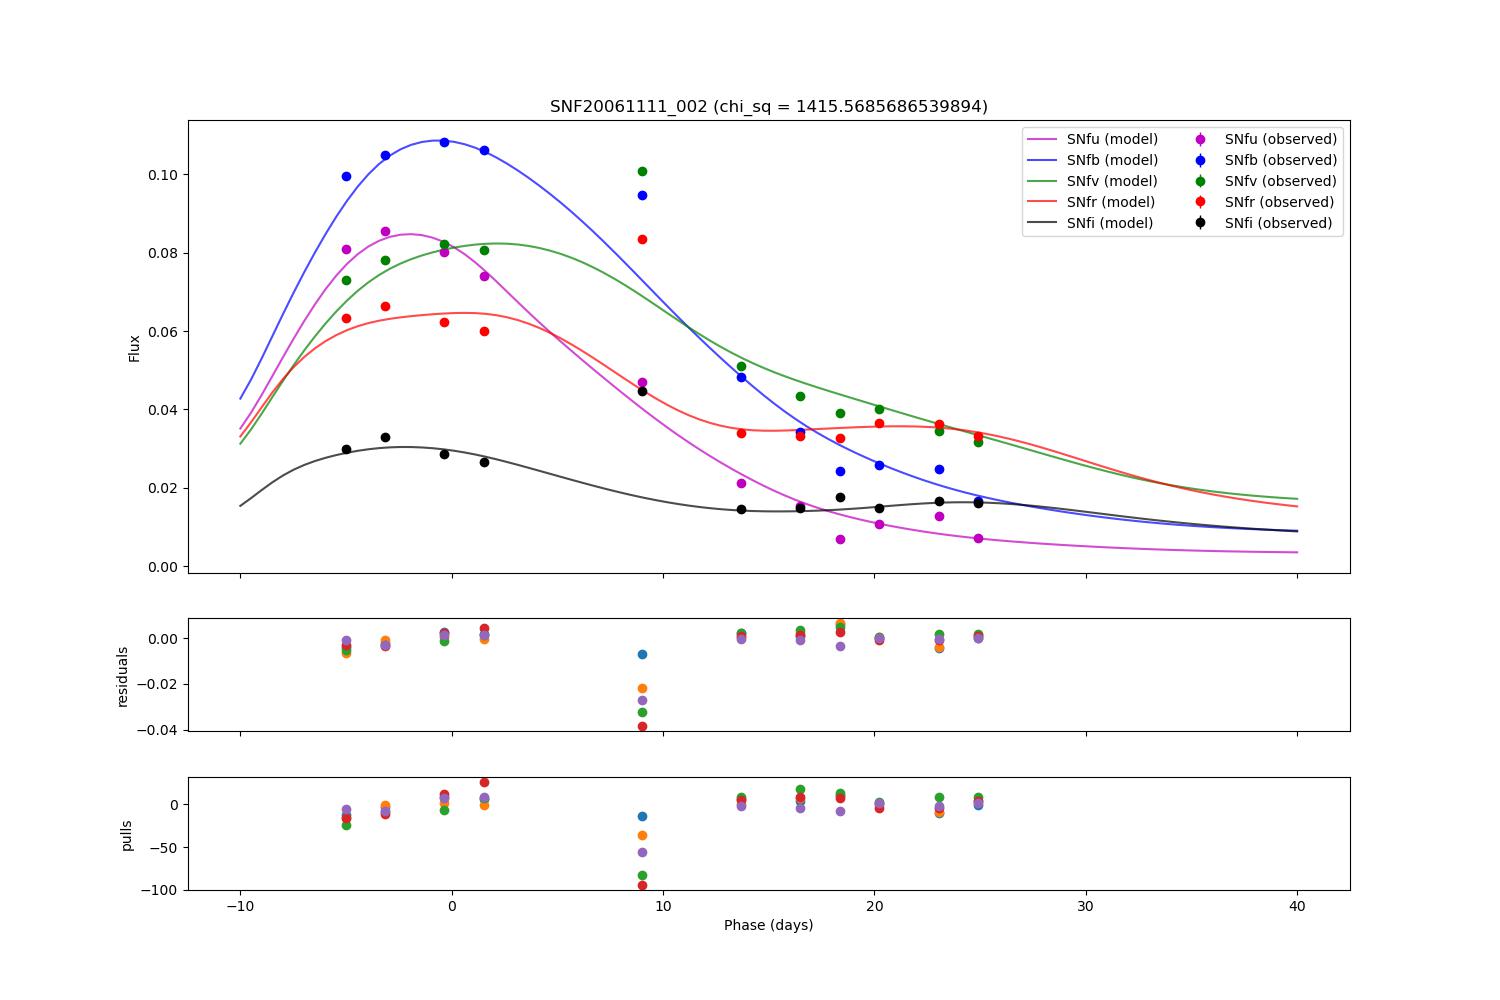 SNF20061111_002 (chi_sq = 1415.5685686539894)
SNfu (model) SNfu (observed)
SNfb (model) SNfb (observed)
SNfv (model) SNfv (observed)
SNfr (model) SNfr (observed)
SNfi (model) SNfi (observed)
Flux
0.10
0.08
0.06
0.04
0.02
0.00
residuals
0.00
−0.02
−0.04
pulls
0
−50
−100
−10 0 10 20 30 40
Phase (days)